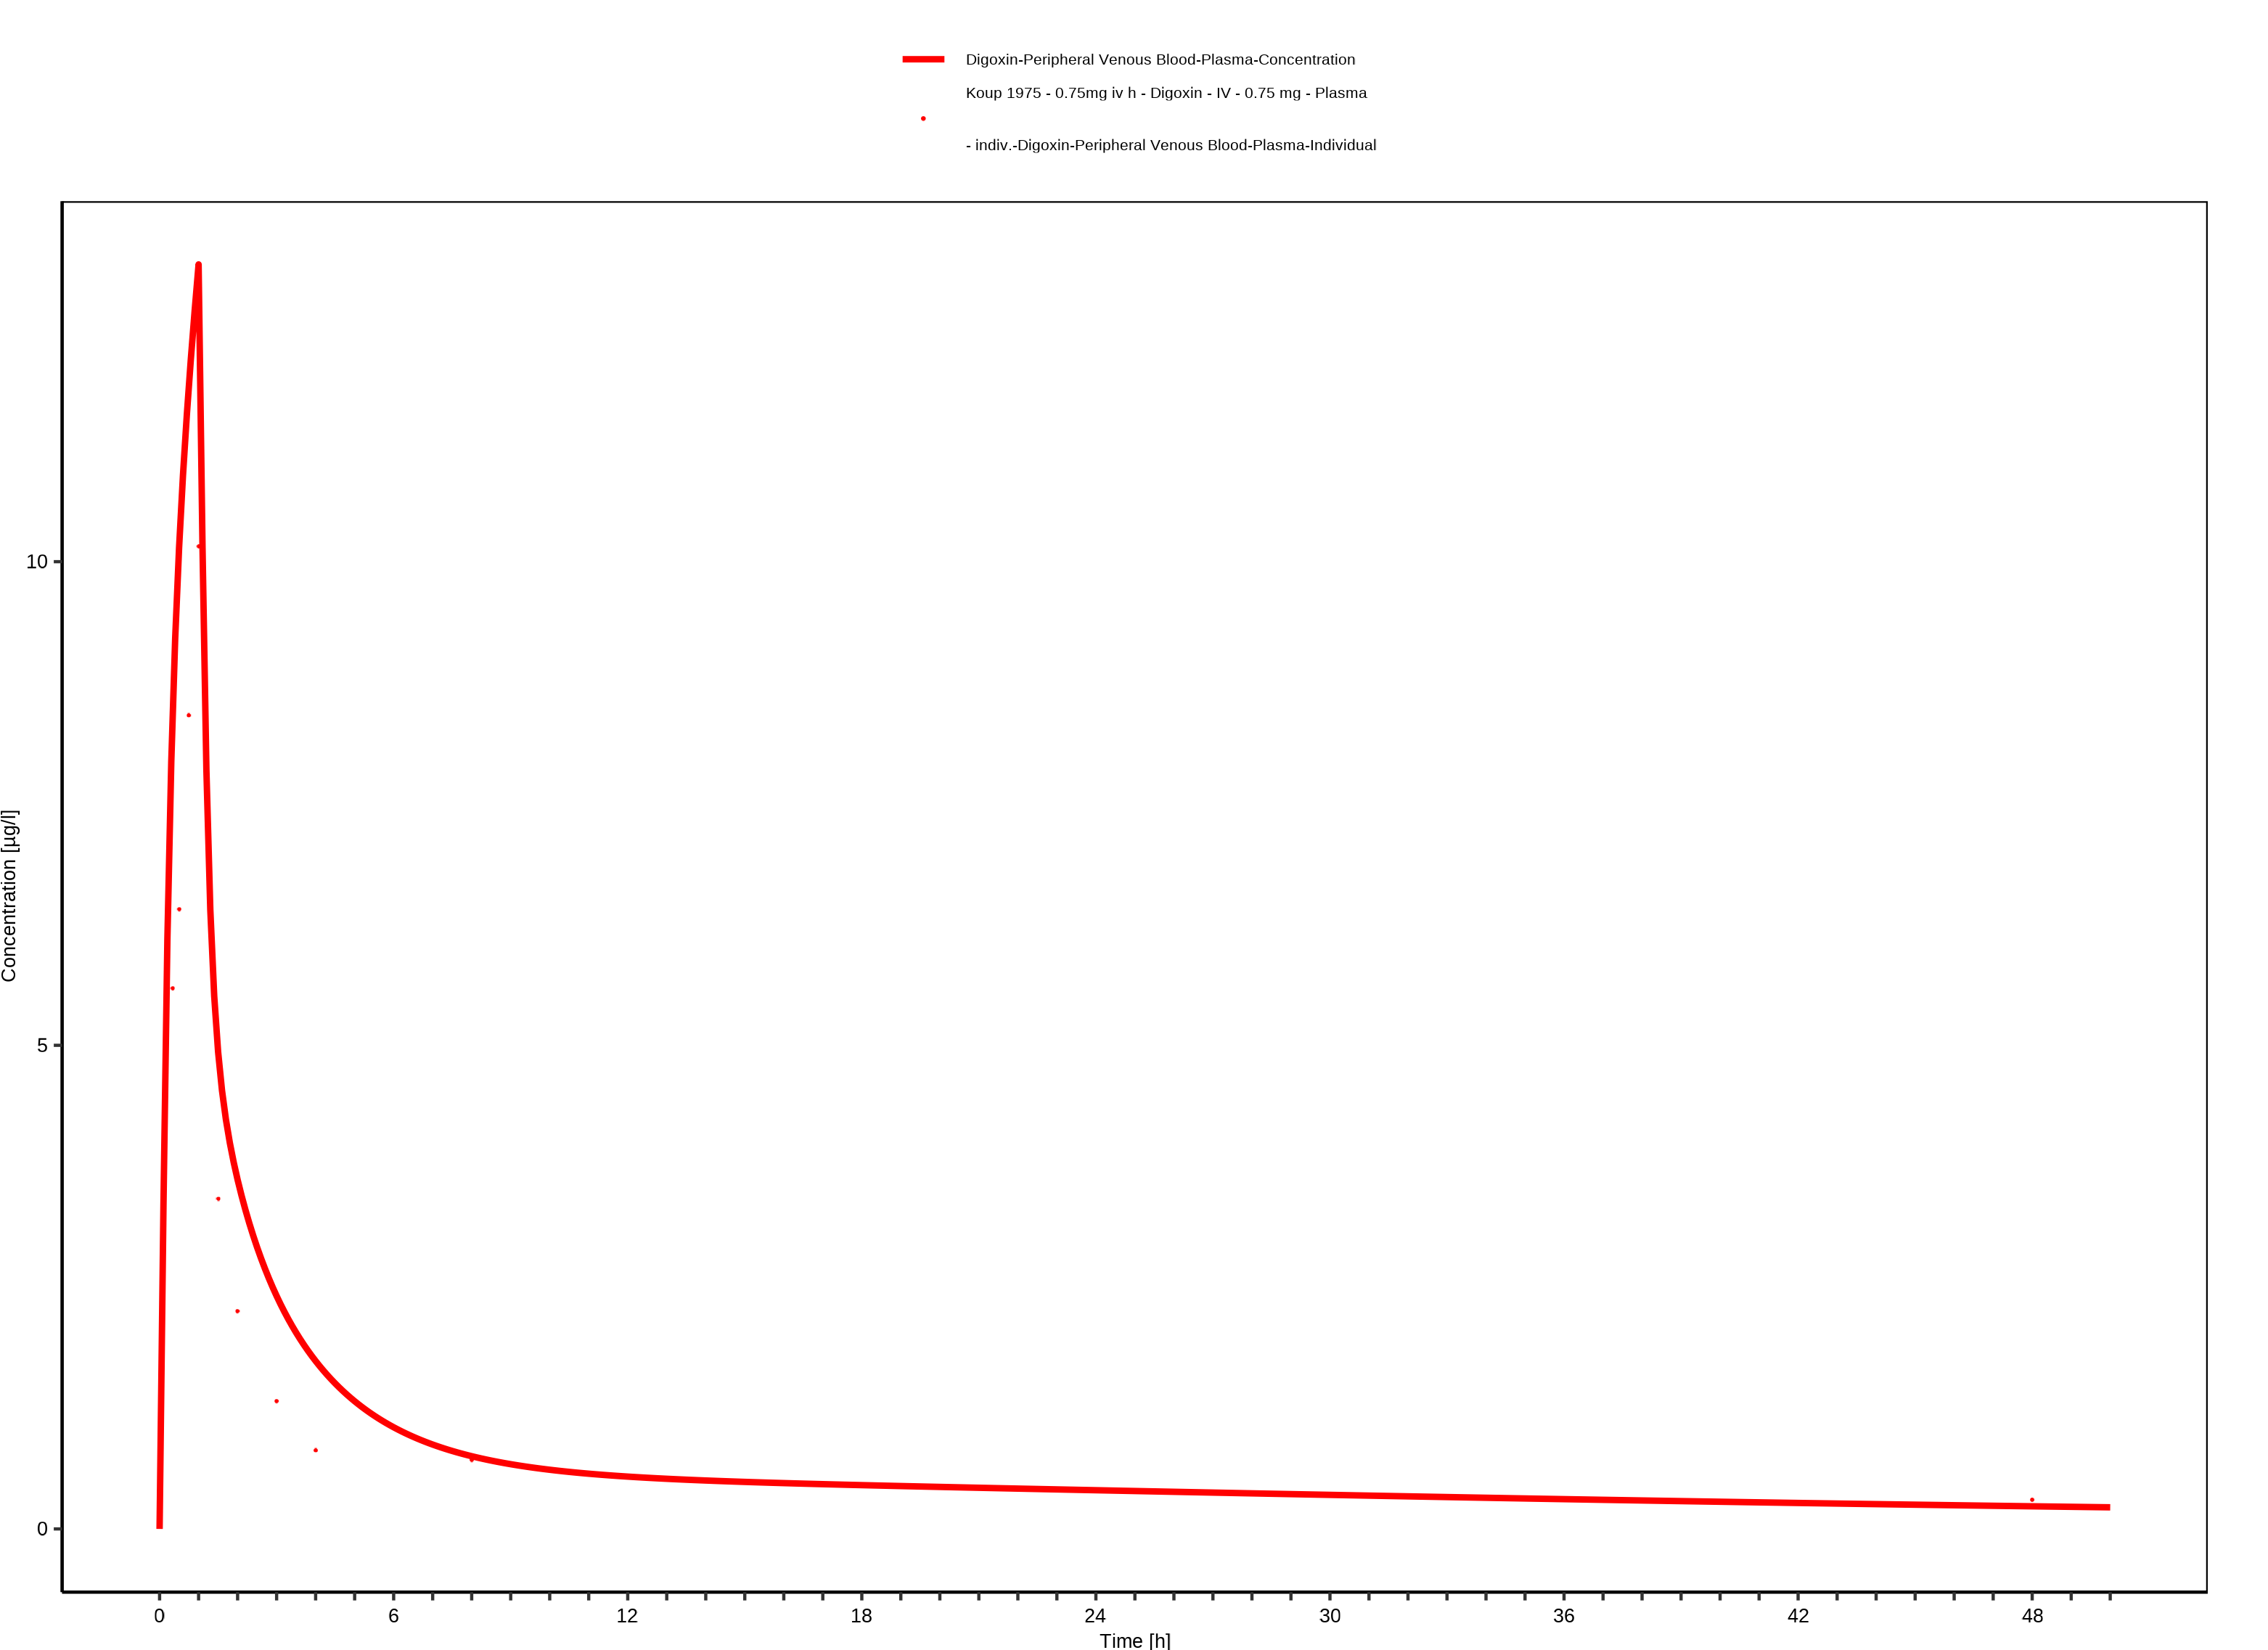 Digoxin-Peripheral Venous Blood-Plasma-Concentration
Koup 1975 - 0.75mg iv h - Digoxin - IV - 0.75 mg - Plasma
- indiv.-Digoxin-Peripheral Venous Blood-Plasma-Individual
10
5
0
Concentration [µg/l]
0 6 12 18 24 30 36 42 48
Time [h]